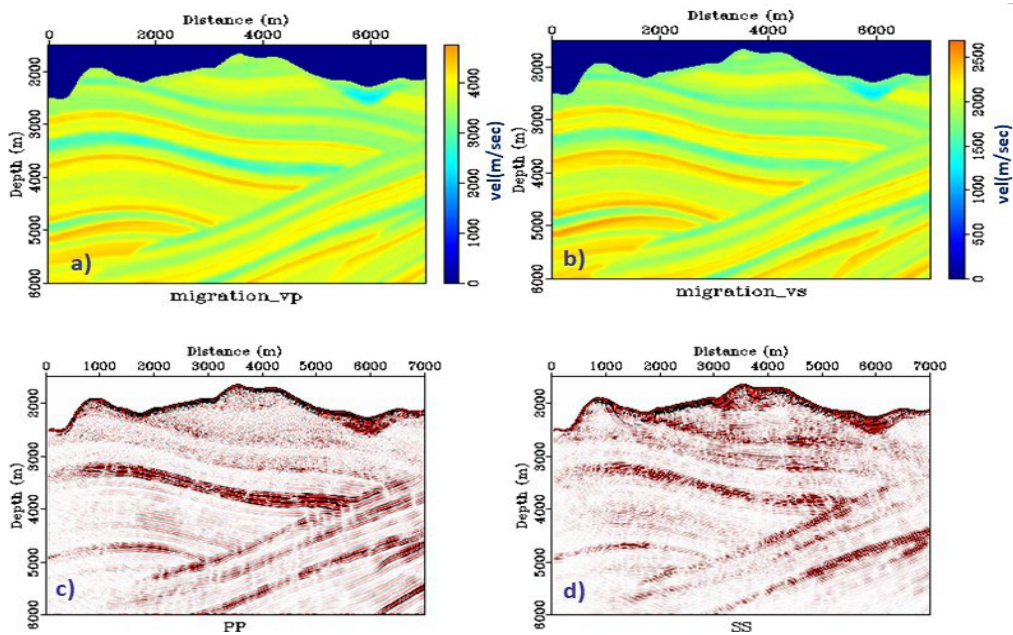 Distance (m)
0 2000 4000 6000
Depth (m)
2000
3000
4000
5000
6000
a)
migration_vp
4000
3000
2000
1000
0
vel(m/sec)
Distance (m)
0 2000 4000 6000
Depth (m)
2000
3000
4000
5000
6000
b)
migration_vs
2500
2000
1500
1000
500
0
vel(m/sec)
Distance (m)
0 1000 2000 3000 4000 5000 6000 7000
Depth (m)
2000
3000
4000
5000
6000
c)
PP
Distance (m)
0 1000 2000 3000 4000 5000 6000 7000
Depth (m)
2000
3000
4000
5000
6000
d)
SS